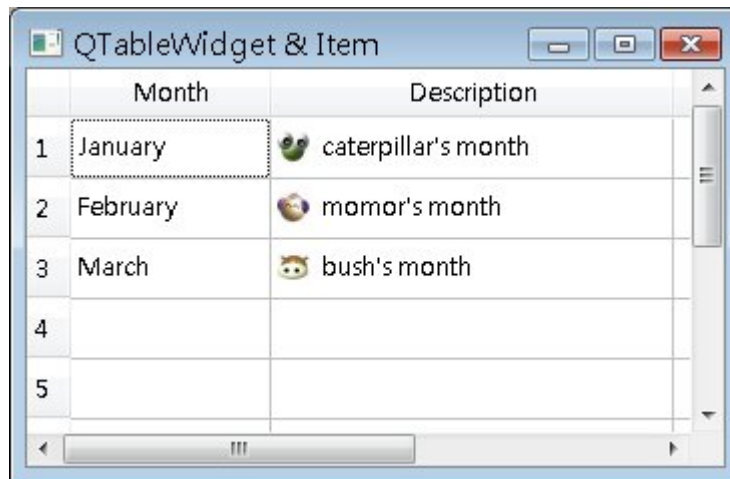 QTableWidget & Item
Month Description
1 January caterpillar's month
2 February momor's month
3 March bush's month
4
5